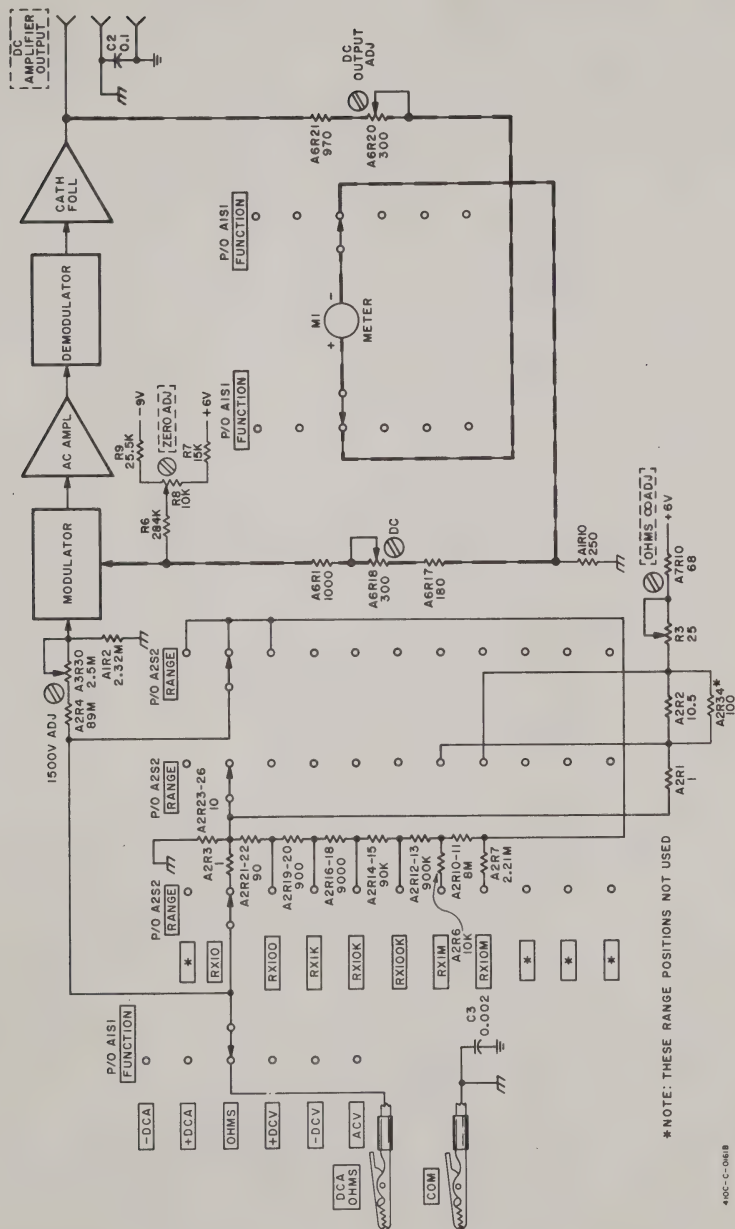 DC
AMPLIFIER
OUTPUT
C2
0.1
CATH
FOLL
DEMODULATOR
AC AMPL
MODULATOR
A6R21
970
DC
OUTPUT
ADJ
A6R20
300
P/O A1S1
FUNCTION
- M1 +
METER
P/O A1S1
FUNCTION
R9
25.5K
-9V
ZERO ADJ
R8
10K
R7
15K
+6V
R6
284K
A6R1
1000
A6R18
300
DC
A6R17
180
A1R10
250
1500V ADJ
A2R4
89M
A3R30
2.5M
A1R2
2.32M
P/O A2S2
RANGE
P/O A2S2
RANGE
P/O A2S2
RANGE
A2R23-26
10
A2R3
1
A2R21-22
90
A2R19-20
900
A2R16-18
9000
A2R14-15
90K
A2R12-13
900K
A2R6
10K
A2R10-11
8M
A2R7
2.21M
A2R1
1
A2R2
10.5
A2R34*
100
R3
25
OHMS ∞ ADJ
A7R10
68
+6V
*
RX10
RX100
RX1K
RX10K
RX100K
RX1M
RX10M
*
*
*
P/O A1S1
FUNCTION
-DCA
+DCA
OHMS
+DCV
-DCV
ACV
DCA
OHMS
COM
C3
0.002
*NOTE: THESE RANGE POSITIONS NOT USED
410C-C-0161B